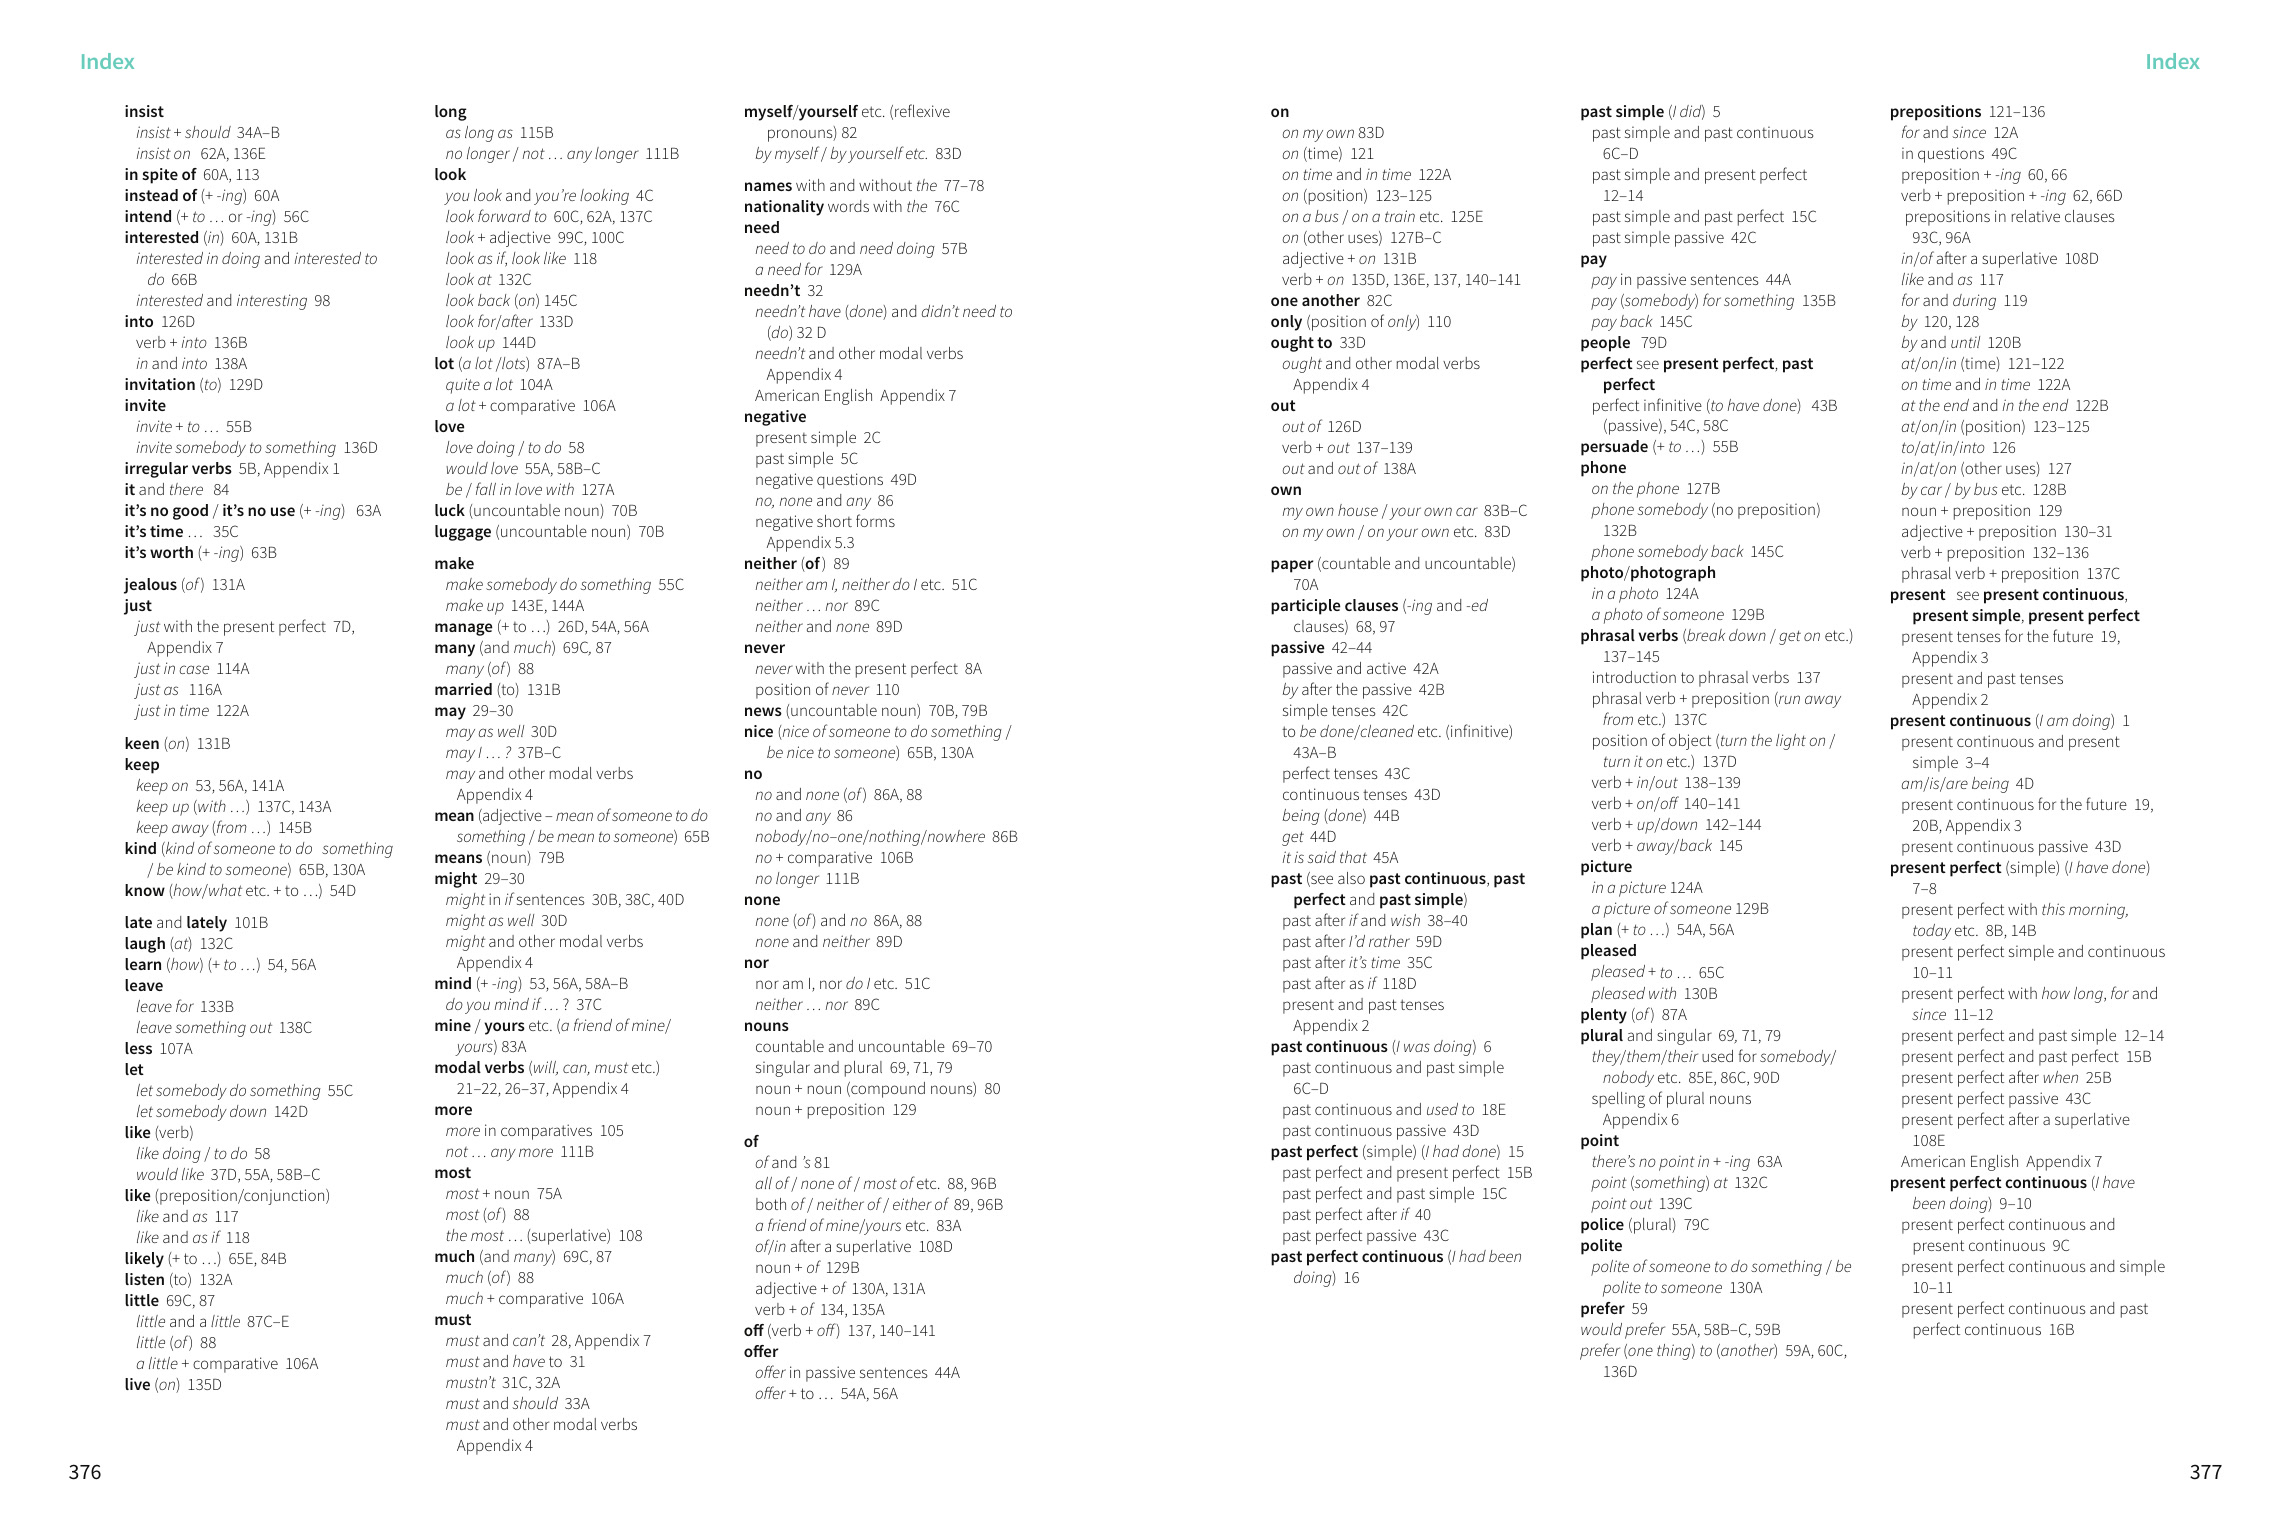 Index
insist
insist + should 34A–B
insist on 62A, 136E
in spite of 60A, 113
instead of (+ -ing) 60A
intend (+ to … or -ing) 56C
interested (in) 60A, 131B
interested in doing and interested to
do 66B
interested and interesting 98
into 126D
verb + into 136B
in and into 138A
invitation (to) 129D
invite
invite + to … 55B
invite somebody to something 136D
irregular verbs 5B, Appendix 1
it and there 84
it’s no good / it’s no use (+ -ing) 63A
it’s time … 35C
it’s worth (+ -ing) 63B
jealous (of) 131A
just
just with the present perfect 7D,
Appendix 7
just in case 114A
just as 116A
just in time 122A
keen (on) 131B
keep
keep on 53, 56A, 141A
keep up (with …) 137C, 143A
keep away (from …) 145B
kind (kind of someone to do something
/ be kind to someone) 65B, 130A
know (how/what etc. + to …) 54D
late and lately 101B
laugh (at) 132C
learn (how) (+ to …) 54, 56A
leave
leave for 133B
leave something out 138C
less 107A
let
let somebody do something 55C
let somebody down 142D
like (verb)
like doing / to do 58
would like 37D, 55A, 58B–C
like (preposition/conjunction)
like and as 117
like and as if 118
likely (+ to …) 65E, 84B
listen (to) 132A
little 69C, 87
little and a little 87C–E
little (of) 88
a little + comparative 106A
live (on) 135D
long
as long as 115B
no longer / not … any longer 111B
look
you look and you’re looking 4C
look forward to 60C, 62A, 137C
look + adjective 99C, 100C
look as if, look like 118
look at 132C
look back (on) 145C
look for/after 133D
look up 144D
lot (a lot /lots) 87A–B
quite a lot 104A
a lot + comparative 106A
love
love doing / to do 58
would love 55A, 58B–C
be / fall in love with 127A
luck (uncountable noun) 70B
luggage (uncountable noun) 70B
make
make somebody do something 55C
make up 143E, 144A
manage (+ to …) 26D, 54A, 56A
many (and much) 69C, 87
many (of) 88
married (to) 131B
may 29–30
may as well 30D
may I … ? 37B–C
may and other modal verbs
Appendix 4
mean (adjective – mean of someone to do
something / be mean to someone) 65B
means (noun) 79B
might 29–30
might in if sentences 30B, 38C, 40D
might as well 30D
might and other modal verbs
Appendix 4
mind (+ -ing) 53, 56A, 58A–B
do you mind if … ? 37C
mine / yours etc. (a friend of mine/
yours) 83A
modal verbs (will, can, must etc.)
21–22, 26–37, Appendix 4
more
more in comparatives 105
not … any more 111B
most
most + noun 75A
most (of) 88
the most … (superlative) 108
much (and many) 69C, 87
much (of) 88
much + comparative 106A
must
must and can’t 28, Appendix 7
must and have to 31
mustn’t 31C, 32A
must and should 33A
must and other modal verbs
Appendix 4
myself/yourself etc. (reflexive
pronouns) 82
by myself / by yourself etc. 83D
names with and without the 77–78
nationality words with the 76C
need
need to do and need doing 57B
a need for 129A
needn’t 32
needn’t have (done) and didn’t need to
(do) 32 D
needn’t and other modal verbs
Appendix 4
American English Appendix 7
negative
present simple 2C
past simple 5C
negative questions 49D
no, none and any 86
negative short forms
Appendix 5.3
neither (of) 89
neither am I, neither do I etc. 51C
neither … nor 89C
neither and none 89D
never
never with the present perfect 8A
position of never 110
news (uncountable noun) 70B, 79B
nice (nice of someone to do something /
be nice to someone) 65B, 130A
no
no and none (of) 86A, 88
no and any 86
nobody/no–one/nothing/nowhere 86B
no + comparative 106B
no longer 111B
none
none (of) and no 86A, 88
none and neither 89D
nor
nor am I, nor do I etc. 51C
neither … nor 89C
nouns
countable and uncountable 69–70
singular and plural 69, 71, 79
noun + noun (compound nouns) 80
noun + preposition 129
of
of and ’s 81
all of / none of / most of etc. 88, 96B
both of / neither of / either of 89, 96B
a friend of mine/yours etc. 83A
of/in after a superlative 108D
noun + of 129B
adjective + of 130A, 131A
verb + of 134, 135A
off (verb + off) 137, 140–141
offer
offer in passive sentences 44A
offer + to … 54A, 56A
376
Index
on
on my own 83D
on (time) 121
on time and in time 122A
on (position) 123–125
on a bus / on a train etc. 125E
on (other uses) 127B–C
adjective + on 131B
verb + on 135D, 136E, 137, 140–141
one another 82C
only (position of only) 110
ought to 33D
ought and other modal verbs
Appendix 4
out
out of 126D
verb + out 137–139
out and out of 138A
own
my own house / your own car 83B–C
on my own / on your own etc. 83D
paper (countable and uncountable)
70A
participle clauses (-ing and -ed
clauses) 68, 97
passive 42–44
passive and active 42A
by after the passive 42B
simple tenses 42C
to be done/cleaned etc. (infinitive)
43A–B
perfect tenses 43C
continuous tenses 43D
being (done) 44B
get 44D
it is said that 45A
past (see also past continuous, past
perfect and past simple)
past after if and wish 38–40
past after I’d rather 59D
past after it’s time 35C
past after as if 118D
present and past tenses
Appendix 2
past continuous (I was doing) 6
past continuous and past simple
6C–D
past continuous and used to 18E
past continuous passive 43D
past perfect (simple) (I had done) 15
past perfect and present perfect 15B
past perfect and past simple 15C
past perfect after if 40
past perfect passive 43C
past perfect continuous (I had been
doing) 16
past simple (I did) 5
past simple and past continuous
6C–D
past simple and present perfect
12–14
past simple and past perfect 15C
past simple passive 42C
pay
pay in passive sentences 44A
pay (somebody) for something 135B
pay back 145C
people 79D
perfect see present perfect, past
perfect
perfect infinitive (to have done) 43B
(passive), 54C, 58C
persuade (+ to …) 55B
phone
on the phone 127B
phone somebody (no preposition)
132B
phone somebody back 145C
photo/photograph
in a photo 124A
a photo of someone 129B
phrasal verbs (break down / get on etc.)
137–145
introduction to phrasal verbs 137
phrasal verb + preposition (run away
from etc.) 137C
position of object (turn the light on /
turn it on etc.) 137D
verb + in/out 138–139
verb + on/off 140–141
verb + up/down 142–144
verb + away/back 145
picture
in a picture 124A
a picture of someone 129B
plan (+ to …) 54A, 56A
pleased
pleased + to … 65C
pleased with 130B
plenty (of) 87A
plural and singular 69, 71, 79
they/them/their used for somebody/
nobody etc. 85E, 86C, 90D
spelling of plural nouns
Appendix 6
point
there’s no point in + -ing 63A
point (something) at 132C
point out 139C
police (plural) 79C
polite
polite of someone to do something / be
polite to someone 130A
prefer 59
would prefer 55A, 58B–C, 59B
prefer (one thing) to (another) 59A, 60C,
136D
prepositions 121–136
for and since 12A
in questions 49C
preposition + -ing 60, 66
verb + preposition + -ing 62, 66D
prepositions in relative clauses
93C, 96A
in/of after a superlative 108D
like and as 117
for and during 119
by 120, 128
by and until 120B
at/on/in (time) 121–122
on time and in time 122A
at the end and in the end 122B
at/on/in (position) 123–125
to/at/in/into 126
in/at/on (other uses) 127
by car / by bus etc. 128B
noun + preposition 129
adjective + preposition 130–31
verb + preposition 132–136
phrasal verb + preposition 137C
present see present continuous,
present simple, present perfect
present tenses for the future 19,
Appendix 3
present and past tenses
Appendix 2
present continuous (I am doing) 1
present continuous and present
simple 3–4
am/is/are being 4D
present continuous for the future 19,
20B, Appendix 3
present continuous passive 43D
present perfect (simple) (I have done)
7–8
present perfect with this morning,
today etc. 8B, 14B
present perfect simple and continuous
10–11
present perfect with how long, for and
since 11–12
present perfect and past simple 12–14
present perfect and past perfect 15B
present perfect after when 25B
present perfect passive 43C
present perfect after a superlative
108E
American English Appendix 7
present perfect continuous (I have
been doing) 9–10
present perfect continuous and
present continuous 9C
present perfect continuous and simple
10–11
present perfect continuous and past
perfect continuous 16B
377